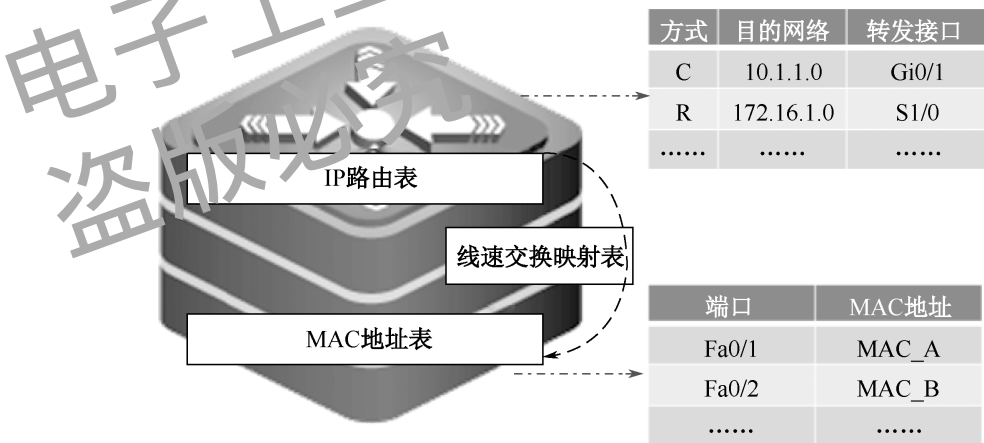 电子工
盗版必究
方式 目的网络 转发接口
C 10.1.1.0 Gi0/1
R 172.16.1.0 S1/0
…… …… ……
IP路由表
线速交换映射表
MAC地址表
端口 MAC地址
Fa0/1 MAC_A
Fa0/2 MAC_B
…… ……